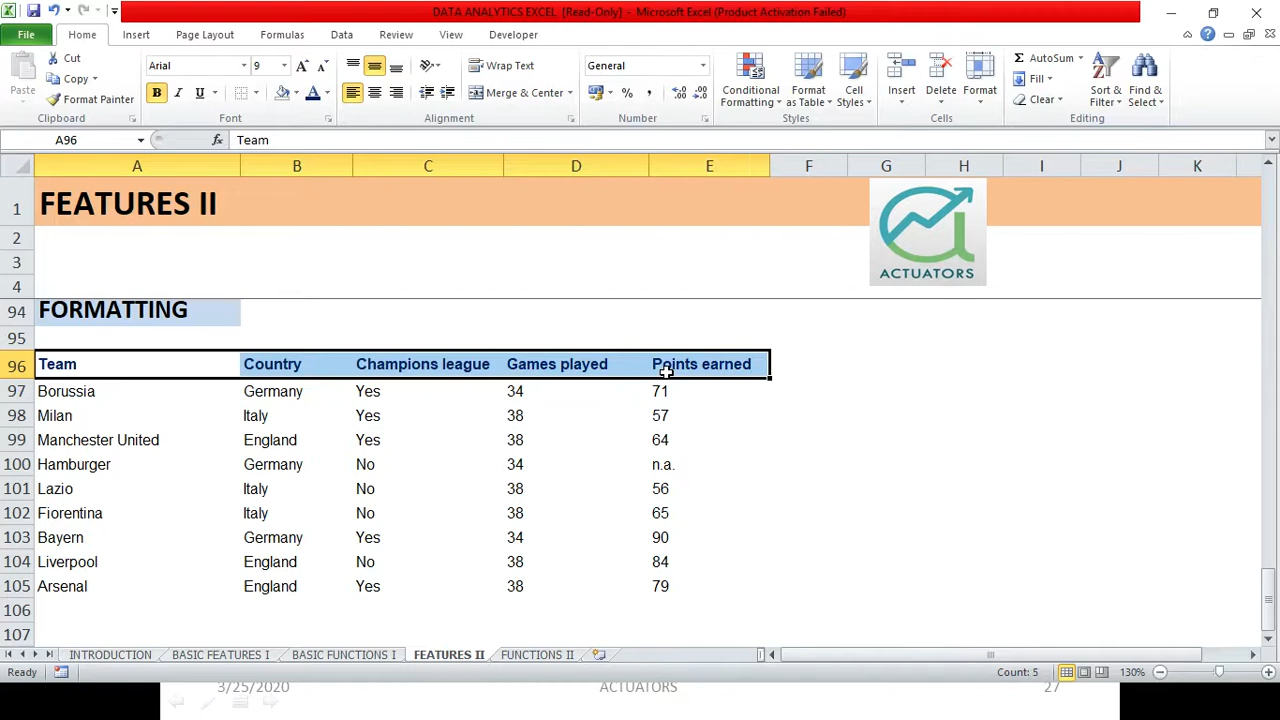 DATA ANALYTICS EXCEL [Read-Only] - Microsoft Excel (Product Activation Failed)
File Home Insert Page Layout Formulas Data Review View Developer
Paste Cut Copy Format Painter Clipboard
Arial 9 B I U A A A Font
Wrap Text Merge & Center Alignment
General % , Number
Conditional Formatting Format as Table Cell Styles Styles
Insert Delete Format Cells
Σ AutoSum Fill Clear Sort & Filter Find & Select Editing
A96 fx Team
A B C D E F G H I J K
1 FEATURES II
ACTUATORS
2
3
4
94 FORMATTING
95
96 Team Country Champions league Games played Points earned
97 Borussia Germany Yes 34 71
98 Milan Italy Yes 38 57
99 Manchester United England Yes 38 64
100 Hamburger Germany No 34 n.a.
101 Lazio Italy No 38 56
102 Fiorentina Italy No 38 65
103 Bayern Germany Yes 34 90
104 Liverpool England No 38 84
105 Arsenal England Yes 38 79
106
107
INTRODUCTION BASIC FEATURES I BASIC FUNCTIONS I FEATURES II FUNCTIONS II
Ready Count: 5 130%
3/25/2020 ACTUATORS 27